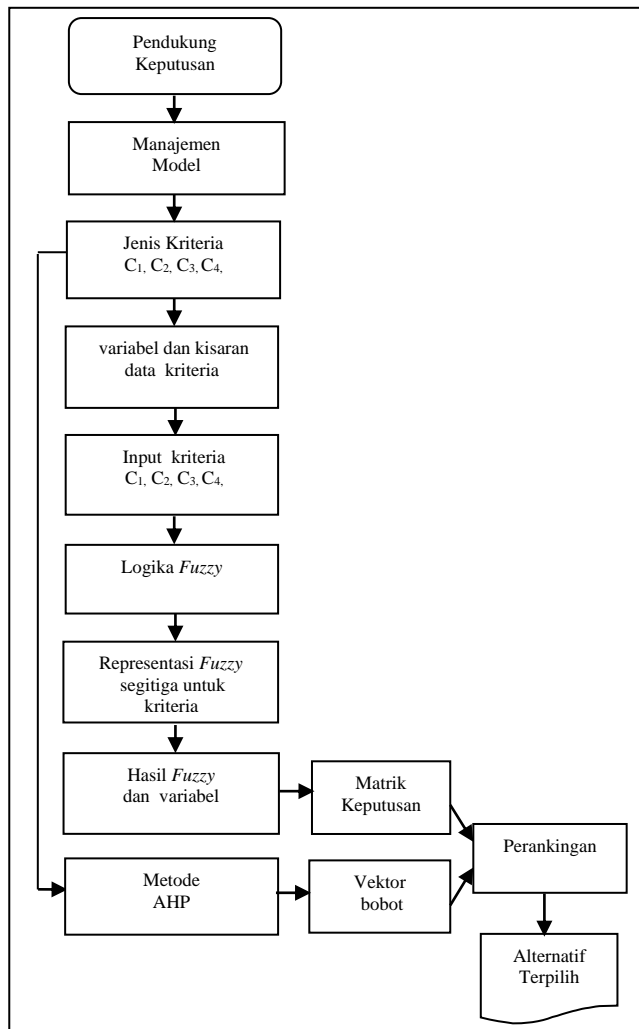 Pendukung
Keputusan
Manajemen
Model
Jenis Kriteria
C₁, C₂, C₃, C₄,
variabel dan kisaran
data kriteria
Input kriteria
C₁, C₂, C₃, C₄,
Logika Fuzzy
Representasi Fuzzy
segitiga untuk
kriteria
Hasil Fuzzy
dan variabel
Matrik
Keputusan
Perankingan
Metode
AHP
Vektor
bobot
Alternatif
Terpilih